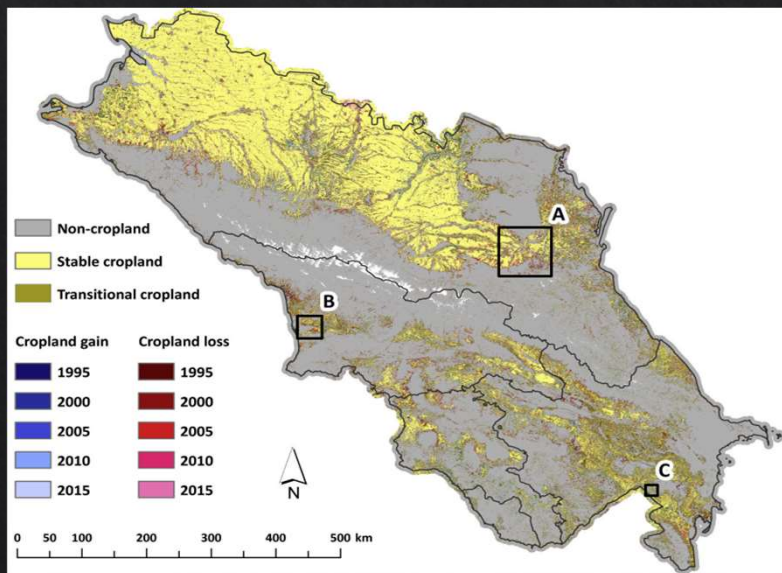 A
Non-cropland
Stable cropland
Transitional cropland
B
Cropland gain Cropland loss
1995 1995
2000 2000
2005 2005
2010 2010
2015 2015
C
N
0 50 100 200 300 400 500 km